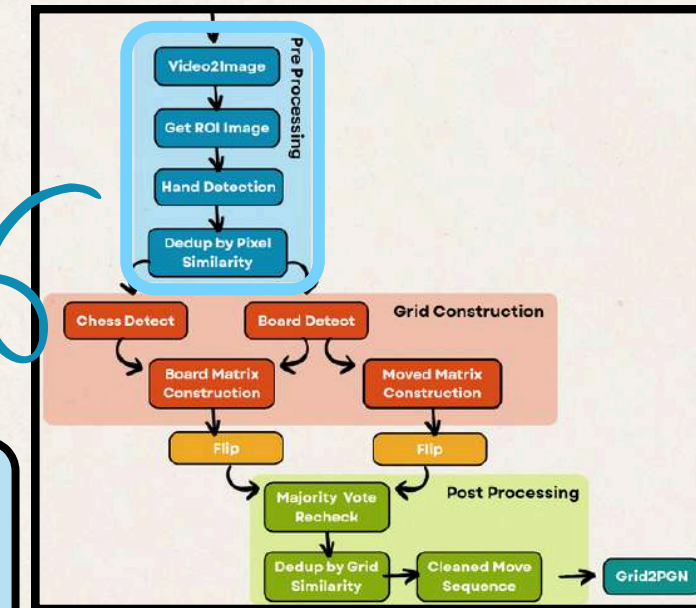 Pre Processing
Video2Image
Get ROI Image
Hand Detection
Dedup by Pixel
Similarity
Grid Construction
Chess Detect
Board Detect
Board Matrix
Construction
Moved Matrix
Construction
Flip
Flip
Post Processing
Majority Vote
Recheck
Dedup by Grid
Similarity
Cleaned Move
Sequence
Grid2PGN